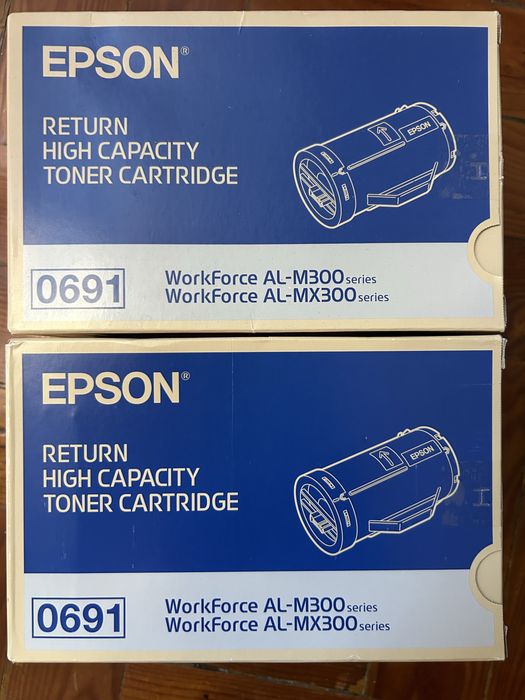 EPSON®
RETURN
HIGH CAPACITY
TONER CARTRIDGE
EPSON
0691
WorkForce AL-M300 series
WorkForce AL-MX300 series
EPSON®
RETURN
HIGH CAPACITY
TONER CARTRIDGE
EPSON
0691
WorkForce AL-M300 series
WorkForce AL-MX300 series